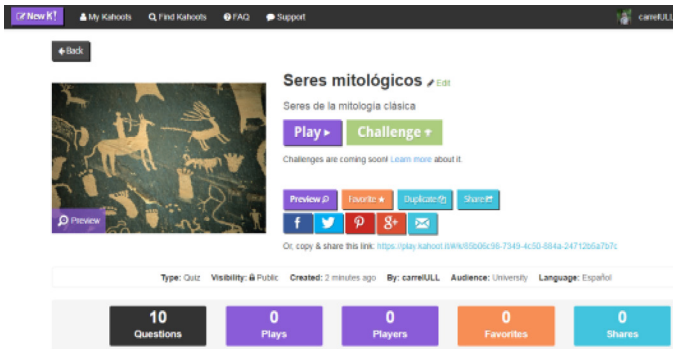 New K! My Kahoots Find Kahoots FAQ Support carrelULL
Back
Seres mitológicos Edit
Seres de la mitología clásica
Play Challenge
Challenges are coming soon! Learn more about it.
Preview Favorite Duplicate Share
Preview
f 8+
Or, copy & share this link:
Type: Quiz Visibility: Public Created: 2 minutes ago By: carrelULL Audience: University Language: Español
10 0 0 0 0
Questions Plays Players Favorites Shares